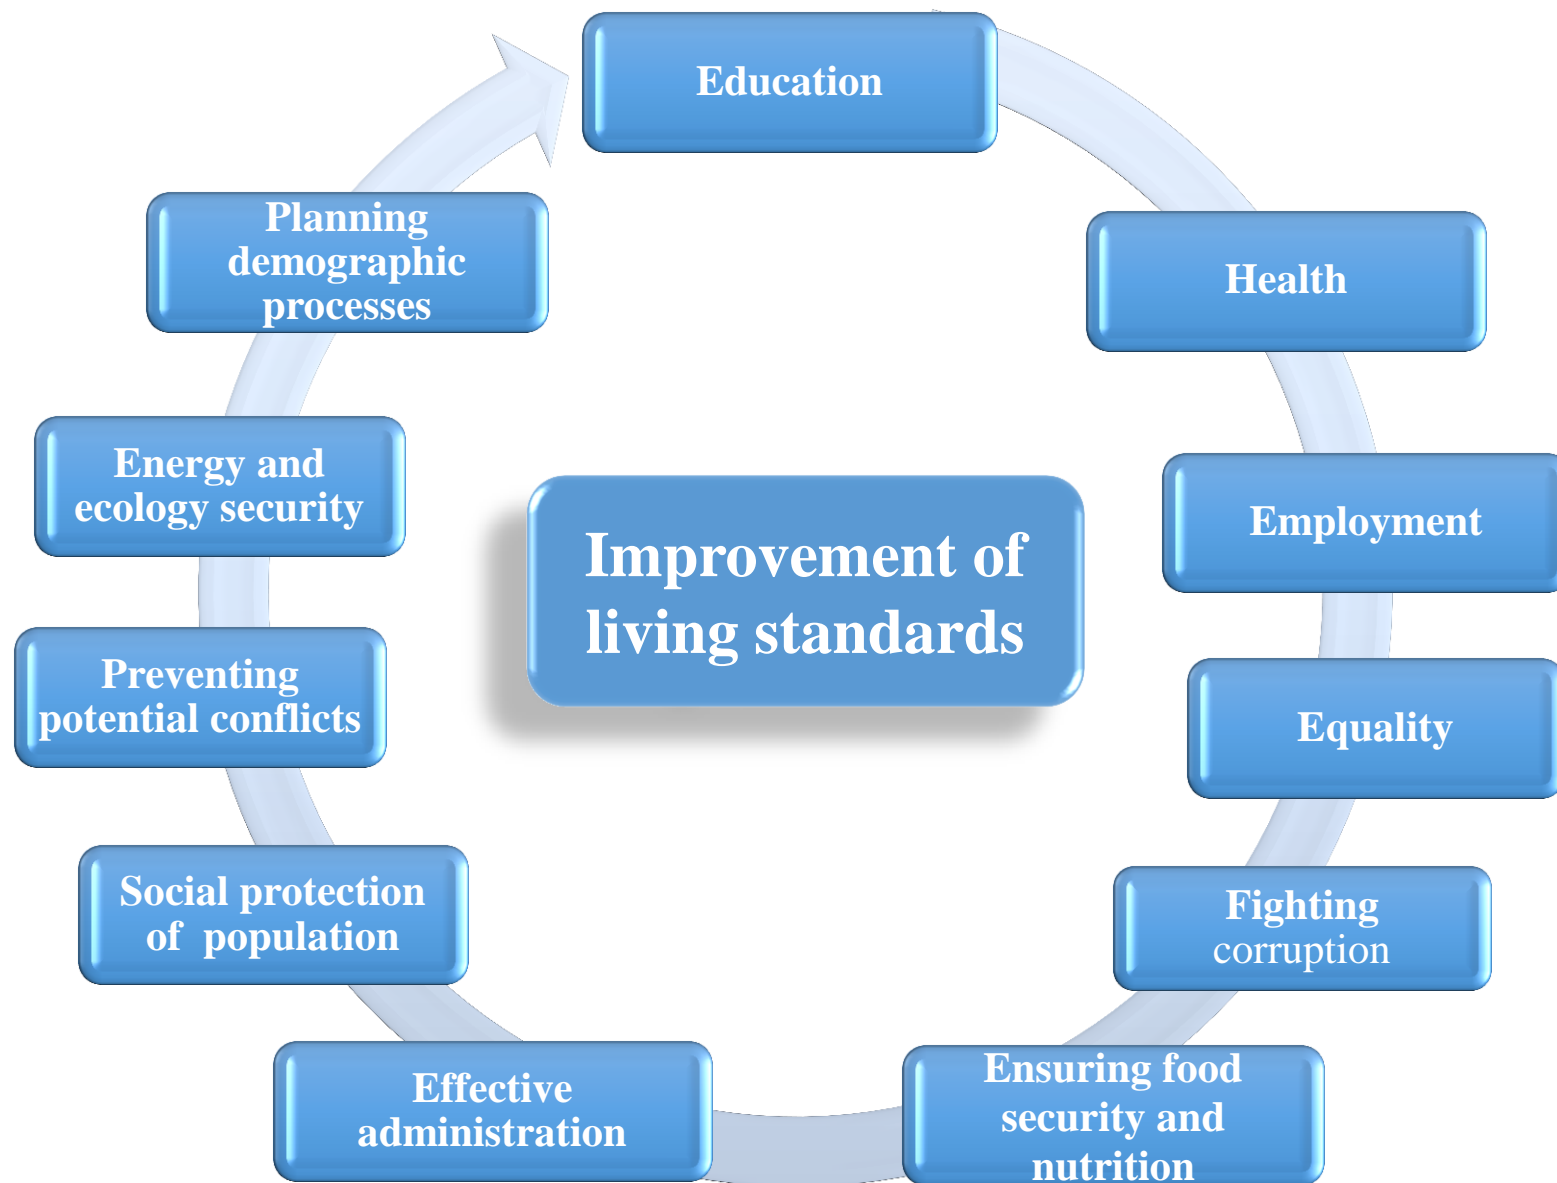 Education
Health
Employment
Equality
Fighting
corruption
Ensuring food
security and
nutrition
Effective
administration
Social protection
of  population
Preventing
potential conflicts
Energy and
ecology security
Planning
demographic
processes
Improvement of
living standards